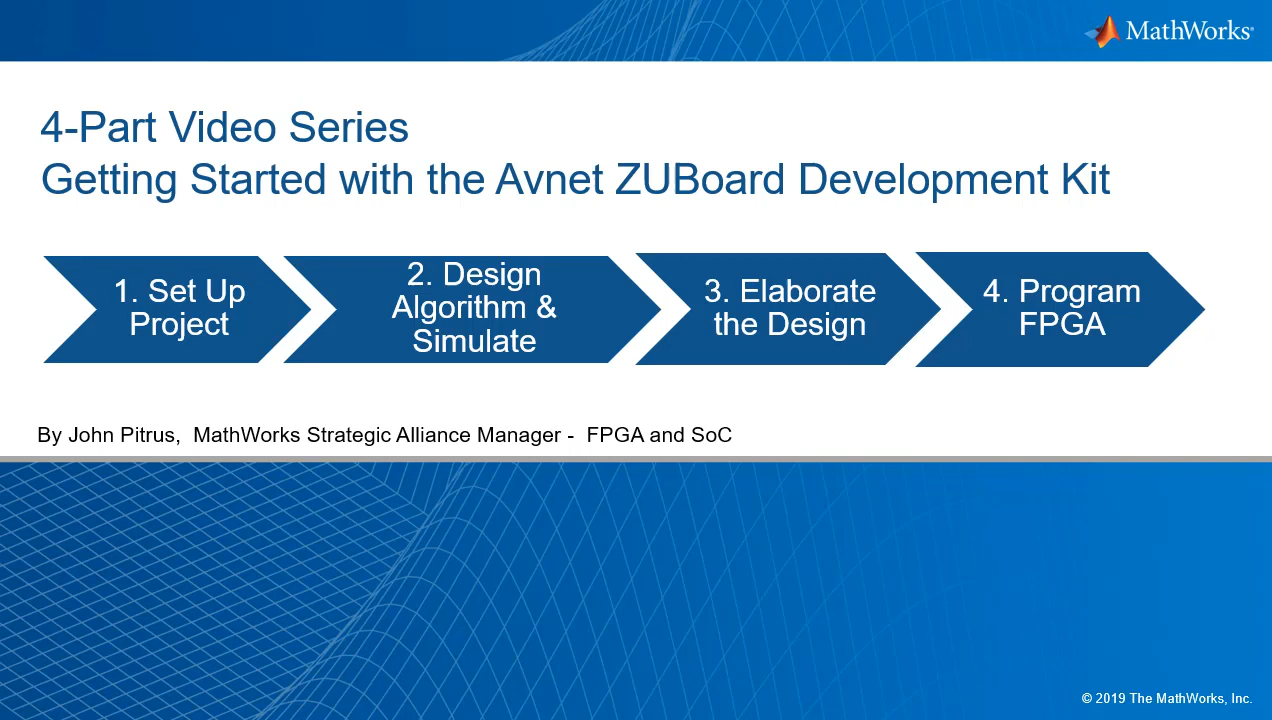 MathWorks®
4-Part Video Series
Getting Started with the Avnet ZUBoard Development Kit
1. Set Up
Project
2. Design
Algorithm &
Simulate
3. Elaborate
the Design
4. Program
FPGA
By John Pitrus,  MathWorks Strategic Alliance Manager -  FPGA and SoC
© 2019 The MathWorks, Inc.